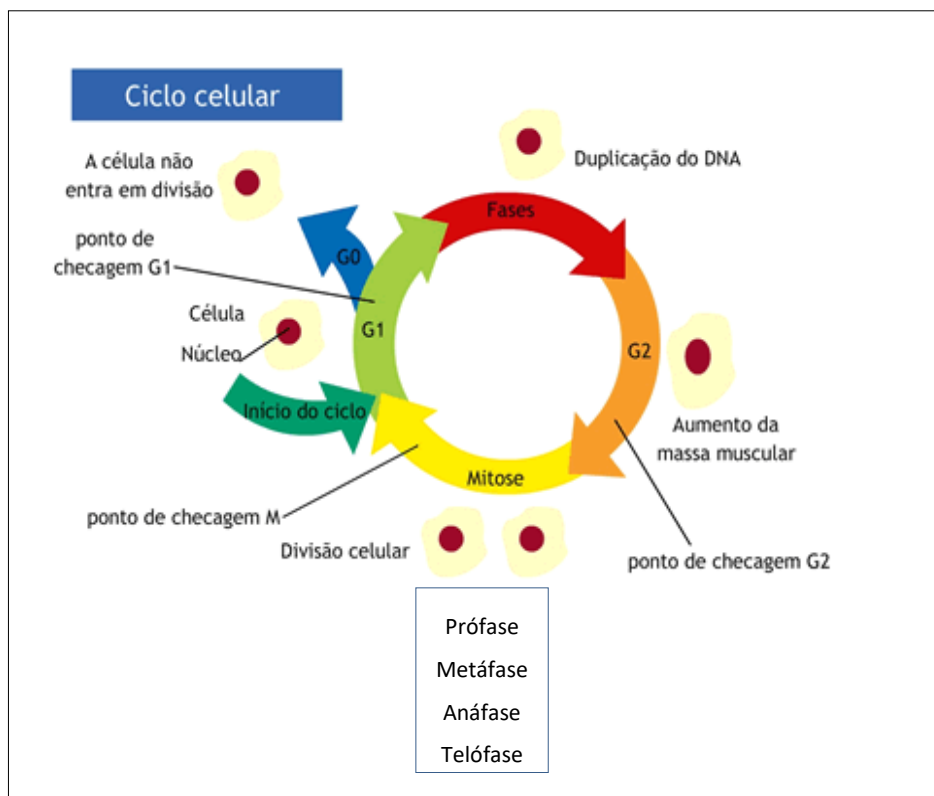 Ciclo celular
A célula não
entra em divisão
Duplicação do DNA
Fases
ponto de
checagem G1
G0
Célula
G1
G2
Núcleo
Início do ciclo
Aumento da
massa muscular
Mitose
ponto de checagem M
Divisão celular
ponto de checagem G2
Prófase
Metáfase
Anáfase
Telófase